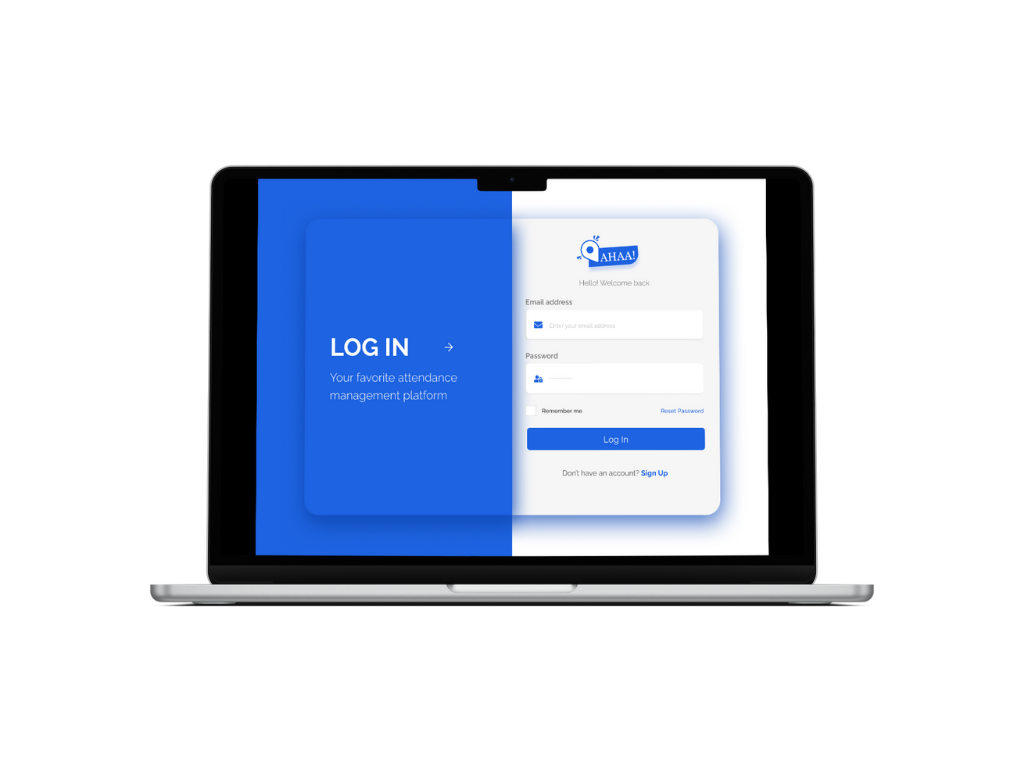 LOG IN
Your favorite attendance
management platform
AHAA!
Hello! Welcome back
Email address
Enter your email address
Password
Remember me
Reset Password
Log In
Don't have an account? Sign Up